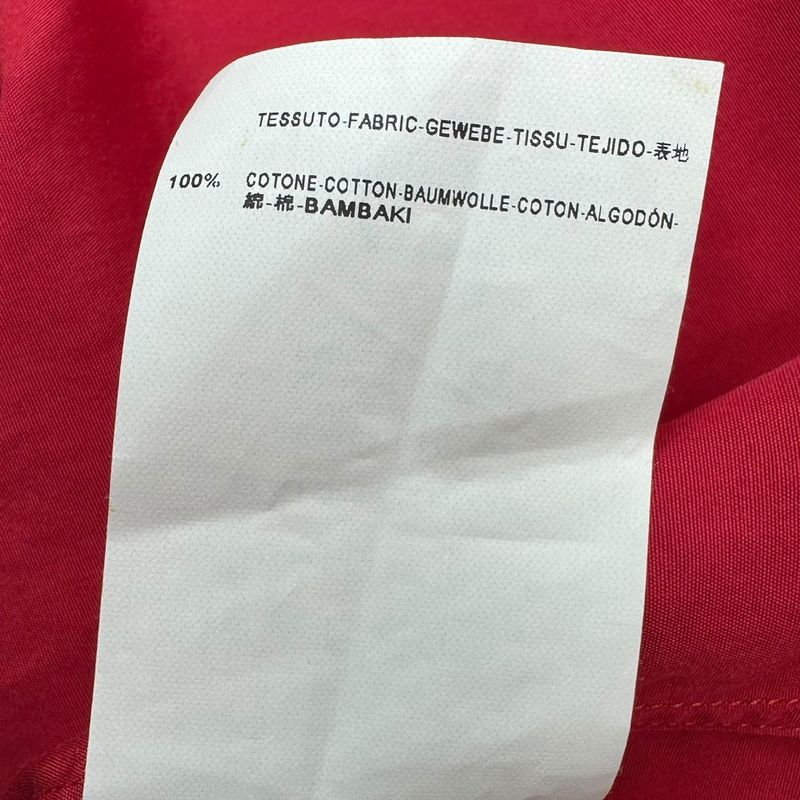 TESSUTO-FABRIC-GEWEBE-TISSU-TEJIDO-表地
100% COTONE-COTTON-BAUMWOLLE-COTON-ALGODÓN-
綿-棉-BAMBAKI